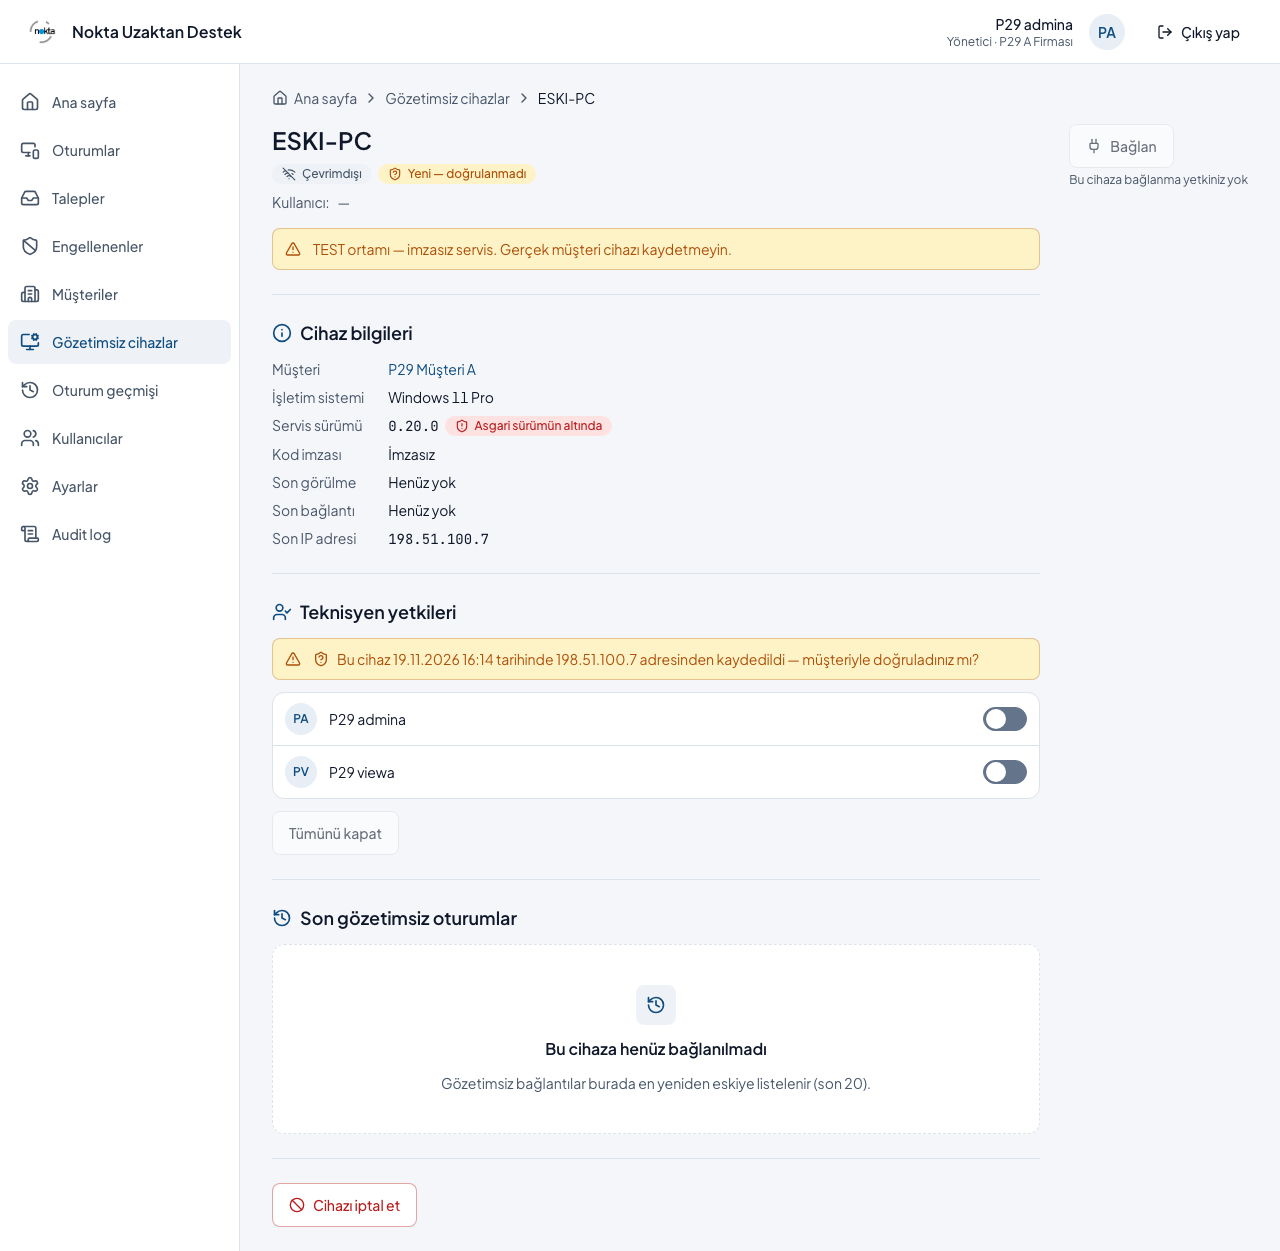 nokta
Nokta Uzaktan Destek
P29 admina
Yönetici · P29 A Firması
PA
Çıkış yap
Ana sayfa
Oturumlar
Talepler
Engellenenler
Müşteriler
Gözetimsiz cihazlar
Oturum geçmişi
Kullanıcılar
Ayarlar
Audit log
Ana sayfa > Gözetimsiz cihazlar > ESKI-PC
ESKI-PC
Çevrimdışı Yeni — doğrulanmadı
Kullanıcı: —
Bağlan
Bu cihaza bağlanma yetkiniz yok
TEST ortamı — imzasız servis. Gerçek müşteri cihazı kaydetmeyin.
Cihaz bilgileri
Müşteri P29 Müşteri A
İşletim sistemi Windows 11 Pro
Servis sürümü 0.20.0 Asgari sürümün altında
Kod imzası İmzasız
Son görülme Henüz yok
Son bağlantı Henüz yok
Son IP adresi 198.51.100.7
Teknisyen yetkileri
Bu cihaz 19.11.2026 16:14 tarihinde 198.51.100.7 adresinden kaydedildi — müşteriyle doğruladınız mı?
PA P29 admina
PV P29 viewa
Tümünü kapat
Son gözetimsiz oturumlar
Bu cihaza henüz bağlanılmadı
Gözetimsiz bağlantılar burada en yeniden eskiye listelenir (son 20).
Cihazı iptal et